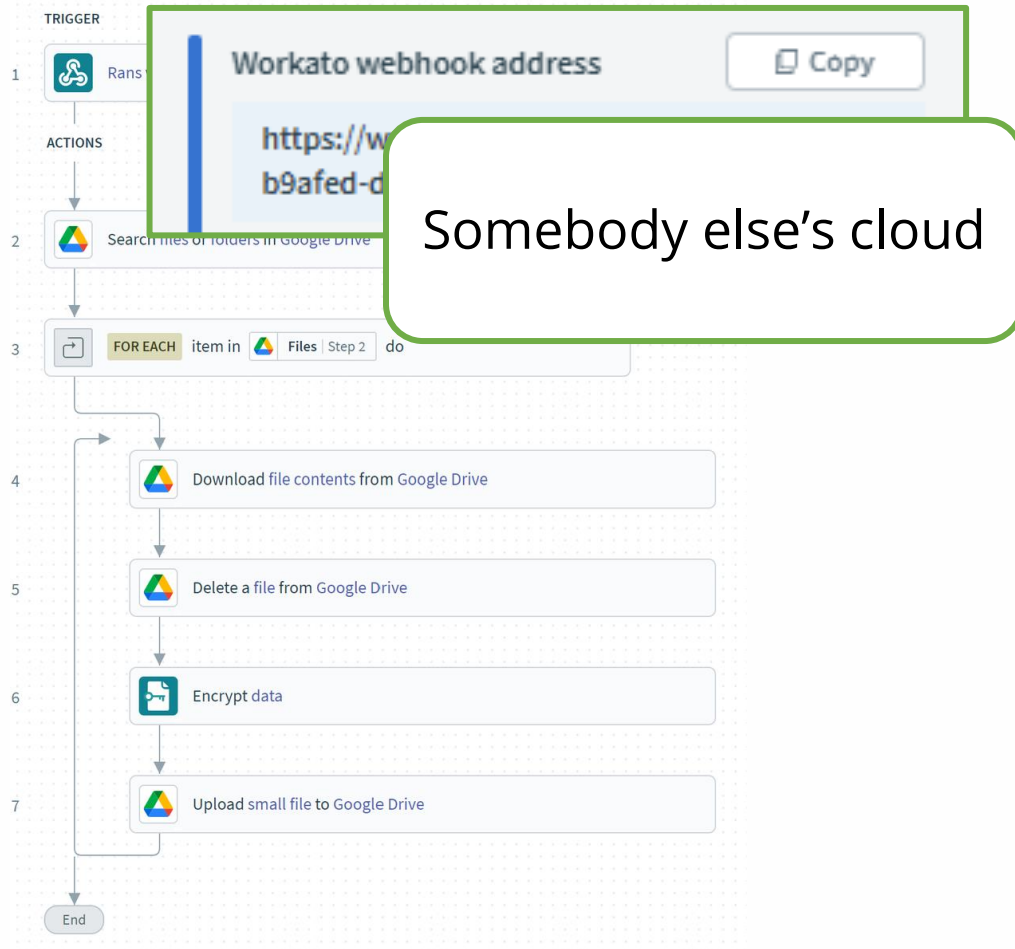 TRIGGER
1
Rans
Workato webhook address
Copy
https://w
b9afed-d
Somebody else’s cloud
ACTIONS
2
Search files or folders in Google Drive
3
FOR EACH item in Files | Step 2 do
4
Download file contents from Google Drive
5
Delete a file from Google Drive
6
Encrypt data
7
Upload small file to Google Drive
End